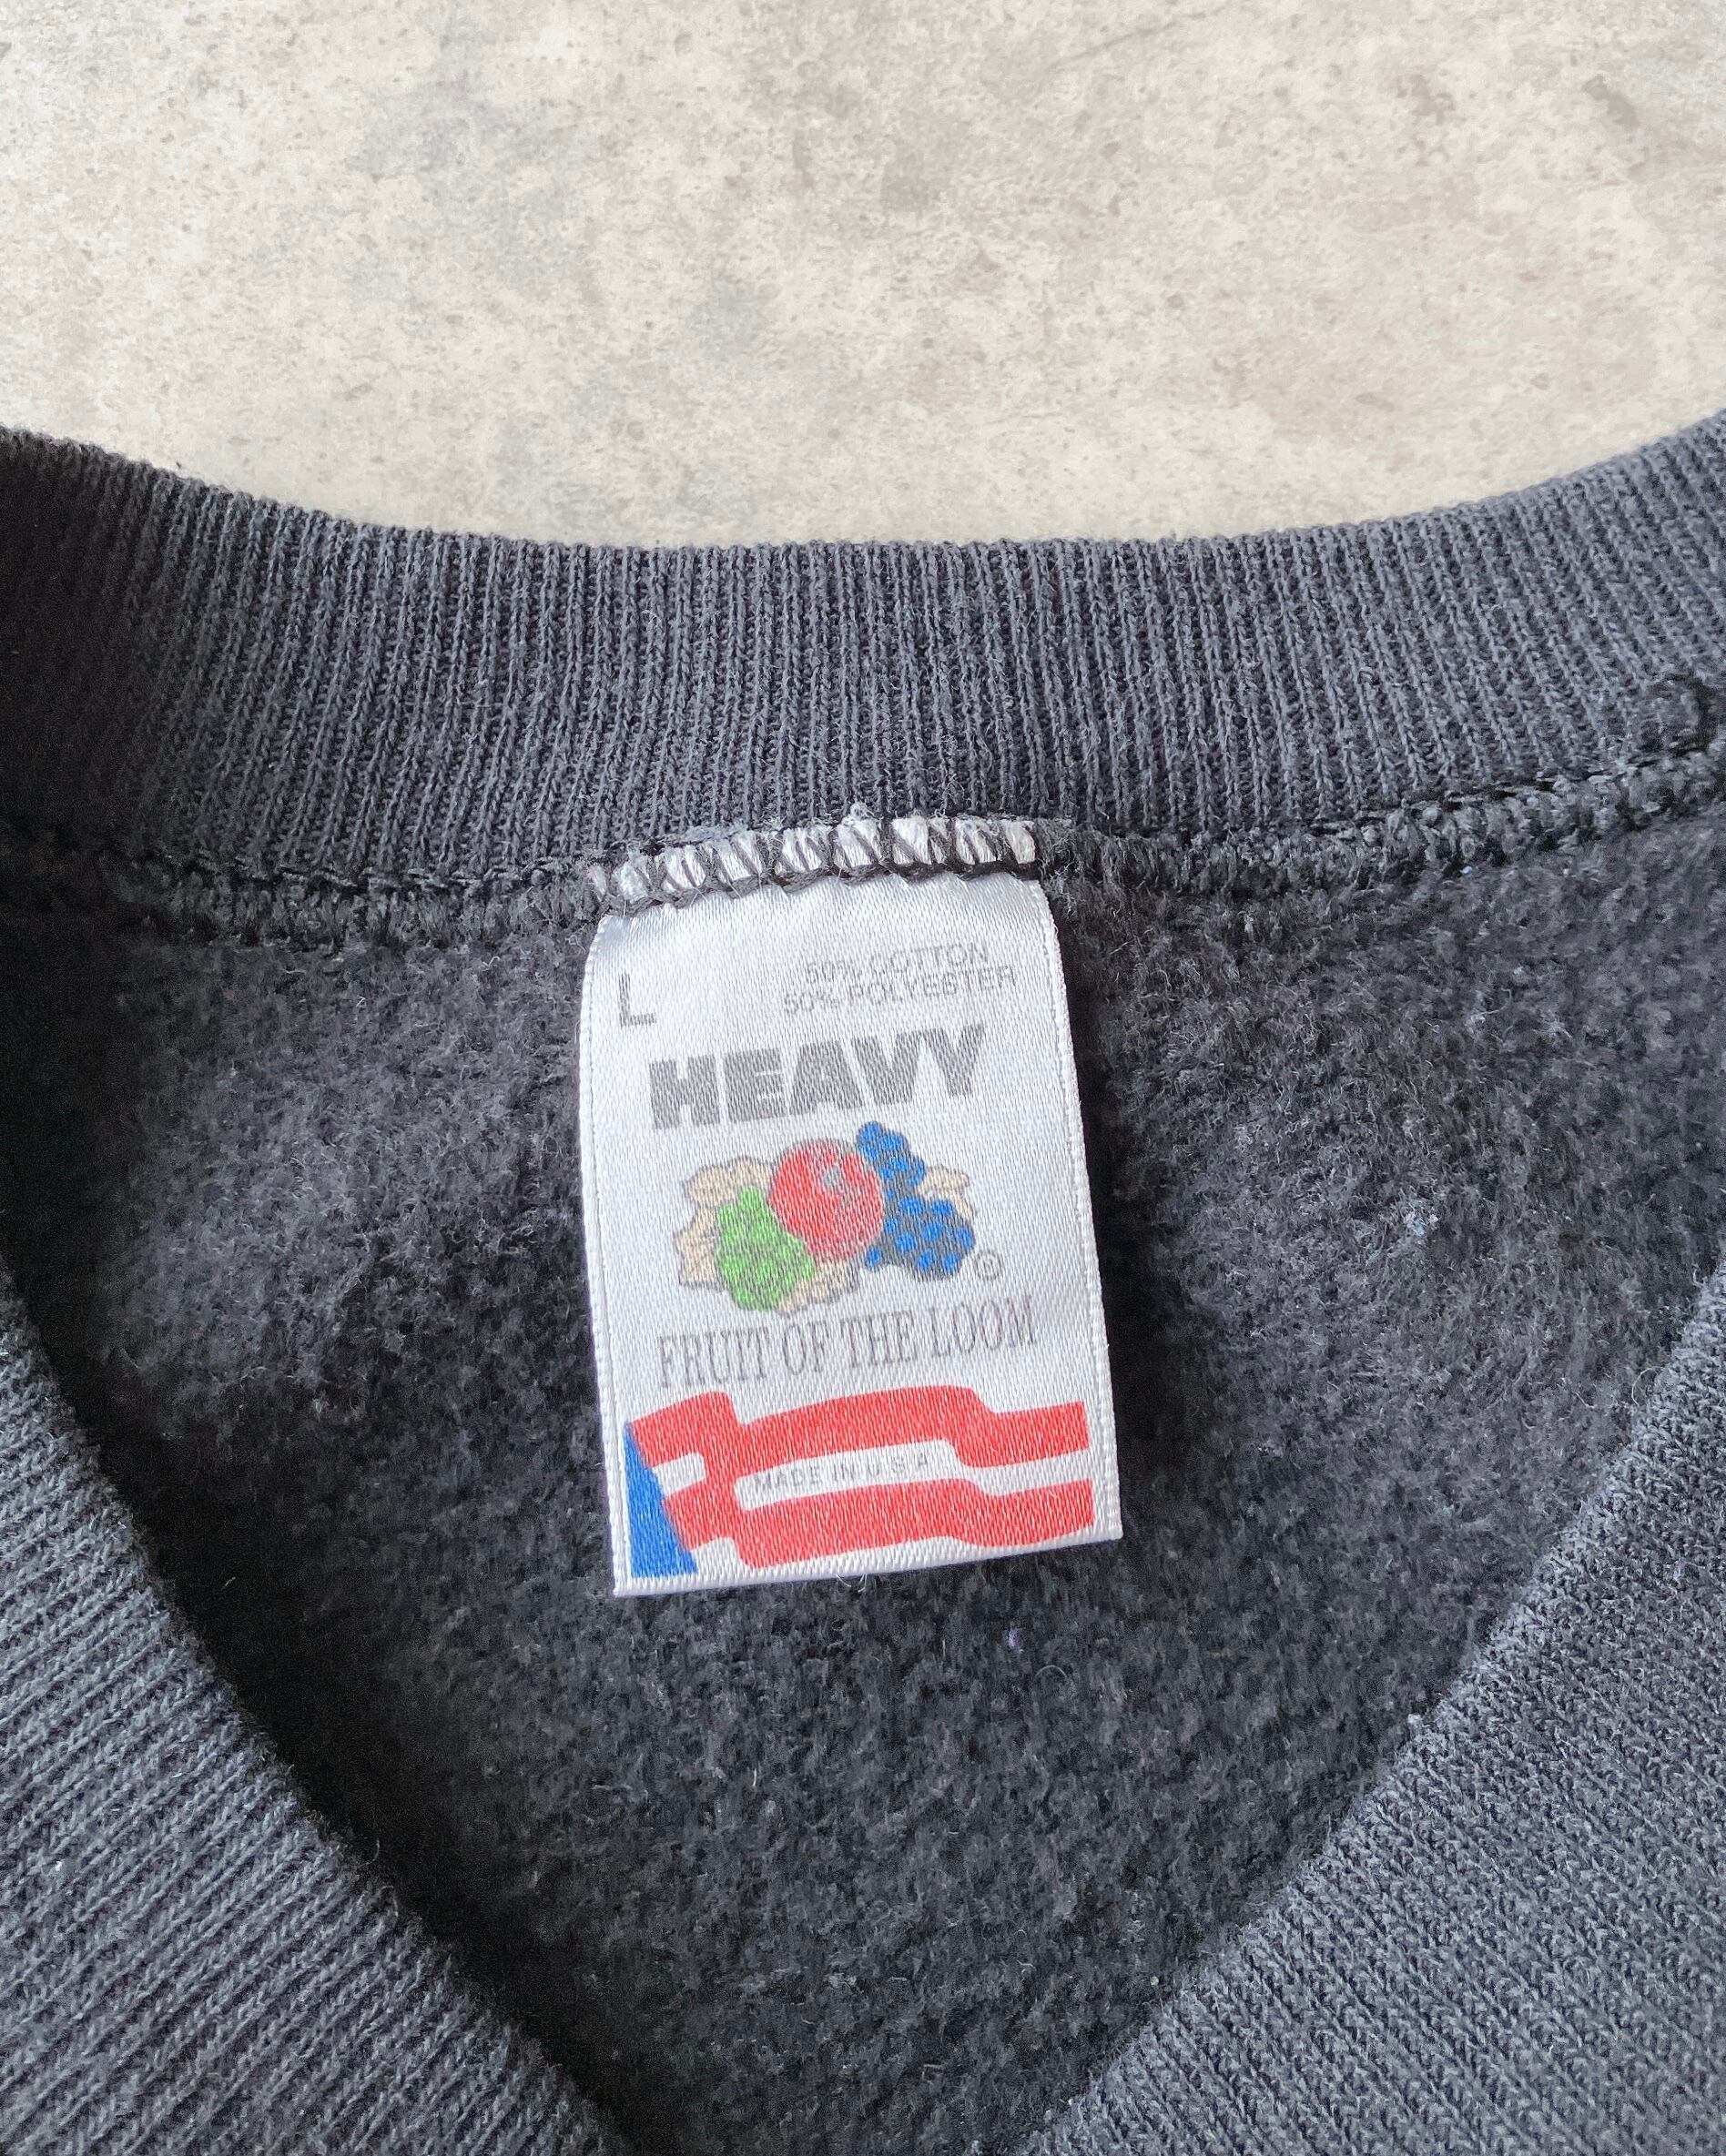 L
50% COTTON
50% POLYESTER
HEAVY
®
FRUIT OF THE LOOM
MADE IN U.S.A